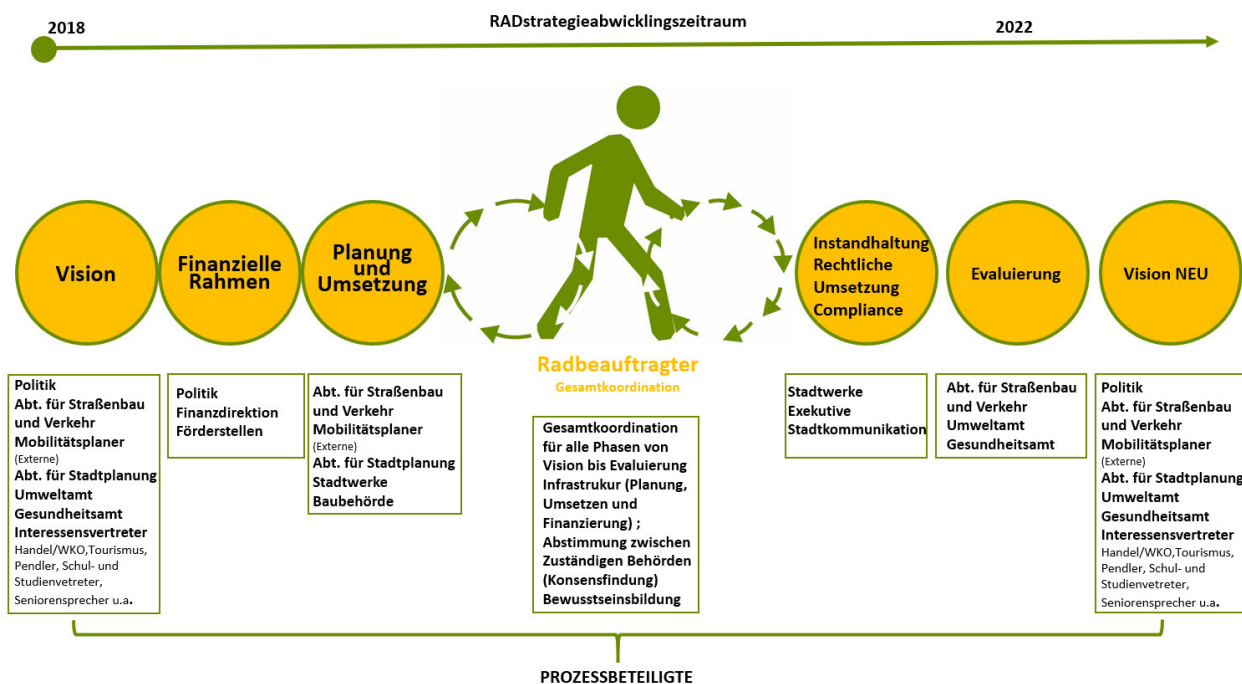 RADstrategieabwicklingszeitraum
2018
2022
Vision
Finanzielle
Rahmen
Planung
und
Umsetzung
Instandhaltung
Rechtliche
Umsetzung
Compliance
Evaluierung
Vision NEU
Radbeauftragter
Gesamtkoordination
Politik
Abt. für Straßenbau
und Verkehr
Mobilitätsplaner
(Externe)
Abt. für Stadtplanung
Umweltamt
Gesundheitsamt
Interessensvertreter
Handel/WKO,Tourismus,
Pendler, Schul- und
Studienvetreter,
Seniorensprecher u.a.
Politik
Finanzdirektion
Förderstellen
Abt. für Straßenbau
und Verkehr
Mobilitätsplaner
(Externe)
Abt. für Stadtplanung
Stadtwerke
Baubehörde
Gesamtkoordination
für alle Phasen von
Vision bis Evaluierung
Infrastrukur (Planung,
Umsetzen und
Finanzierung) ;
Abstimmung zwischen
Zuständigen Behörden
(Konsensfindung)
Bewusstseinsbildung
Stadtwerke
Exekutive
Stadtkommunikation
Abt. für Straßenbau
und Verkehr
Umweltamt
Gesundheitsamt
Politik
Abt. für Straßenbau
und Verkehr
Mobilitätsplaner
(Externe)
Abt. für Stadtplanung
Umweltamt
Gesundheitsamt
Interessensvertreter
Handel/WKO,Tourismus,
Pendler, Schul- und
Studienvetreter,
Seniorensprecher u.a.
PROZESSBETEILIGTE